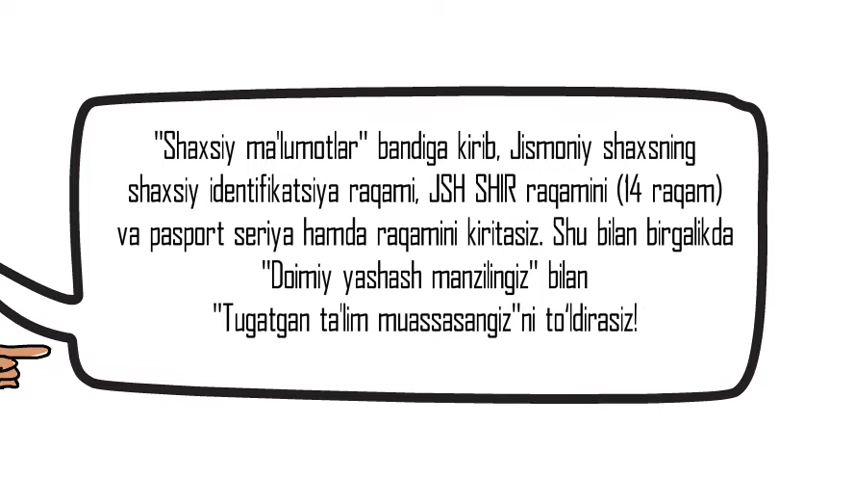 "Shaxsiy ma'lumotlar" bandiga kirib, Jismoniy shaxsning
shaxsiy identifikatsiya raqami, JSH SHIR raqamini (14 raqam)
va pasport seriya hamda raqamini kiritasiz. Shu bilan birgalikda
"Doimiy yashash manzilingiz" bilan
"Tugatgan ta'lim muassasangiz"ni to‘ldirasiz!